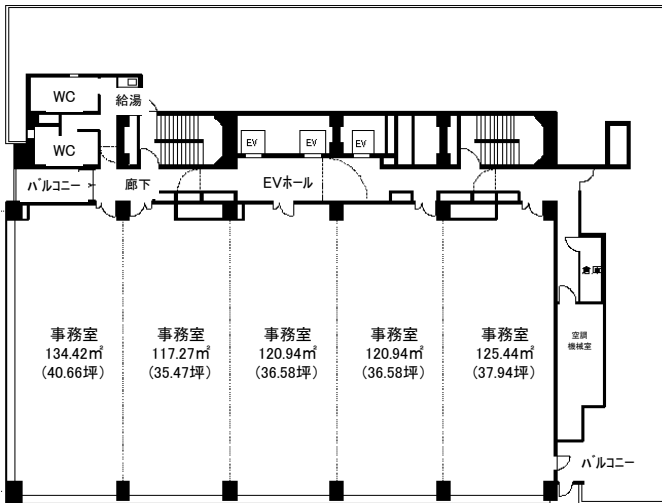 WC
給湯
WC
EV
EV
EV
バルコニー
廊下
EVホール
倉庫
事務室
134.42㎡
(40.66坪)
事務室
117.27㎡
(35.47坪)
事務室
120.94㎡
(36.58坪)
事務室
120.94㎡
(36.58坪)
事務室
125.44㎡
(37.94坪)
空調
機械室
バルコニー